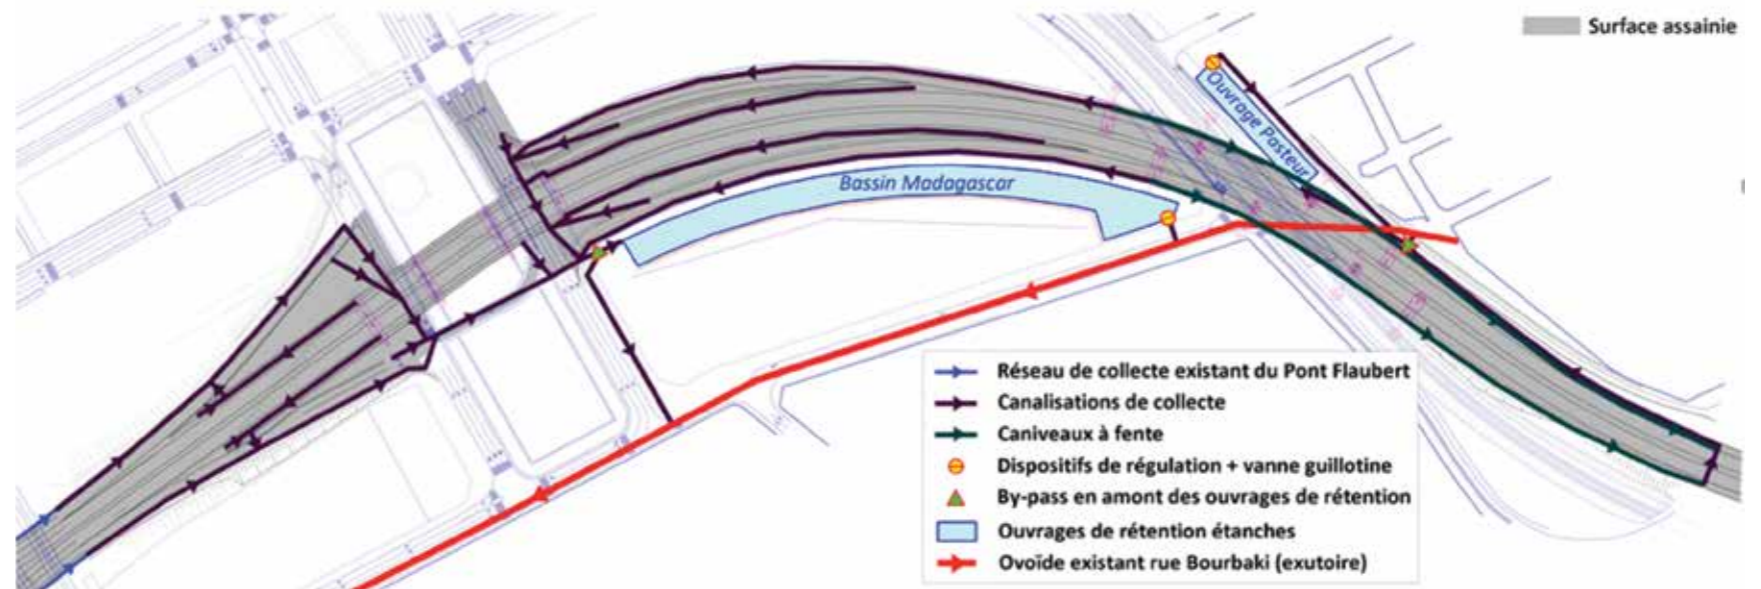 Surface assainie
Ouvrage Pasteur
Bassin Madagascar
Réseau de collecte existant du Pont Flaubert
Canalisations de collecte
Caniveaux à fente
Dispositifs de régulation + vanne guillotine
By-pass en amont des ouvrages de rétention
Ouvrages de rétention étanches
Ovoïde existant rue Bourbaki (exutoire)